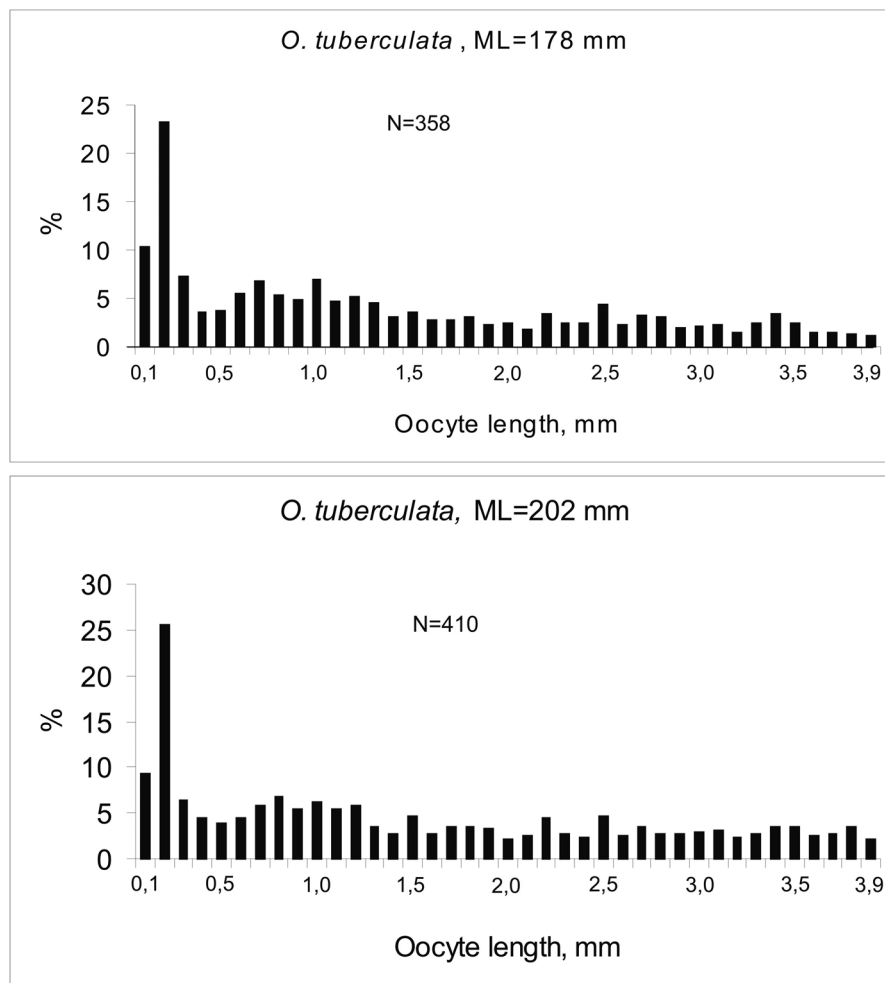 O. tuberculata , ML=178 mm
N=358
%
25
20
15
10
5
0
0,1 0,5 1,0 1,5 2,0 2,5 3,0 3,5 3,9
Oocyte length, mm
O. tuberculata, ML=202 mm
N=410
%
30
25
20
15
10
5
0
0,1 0,5 1,0 1,5 2,0 2,5 3,0 3,5 3,9
Oocyte length, mm